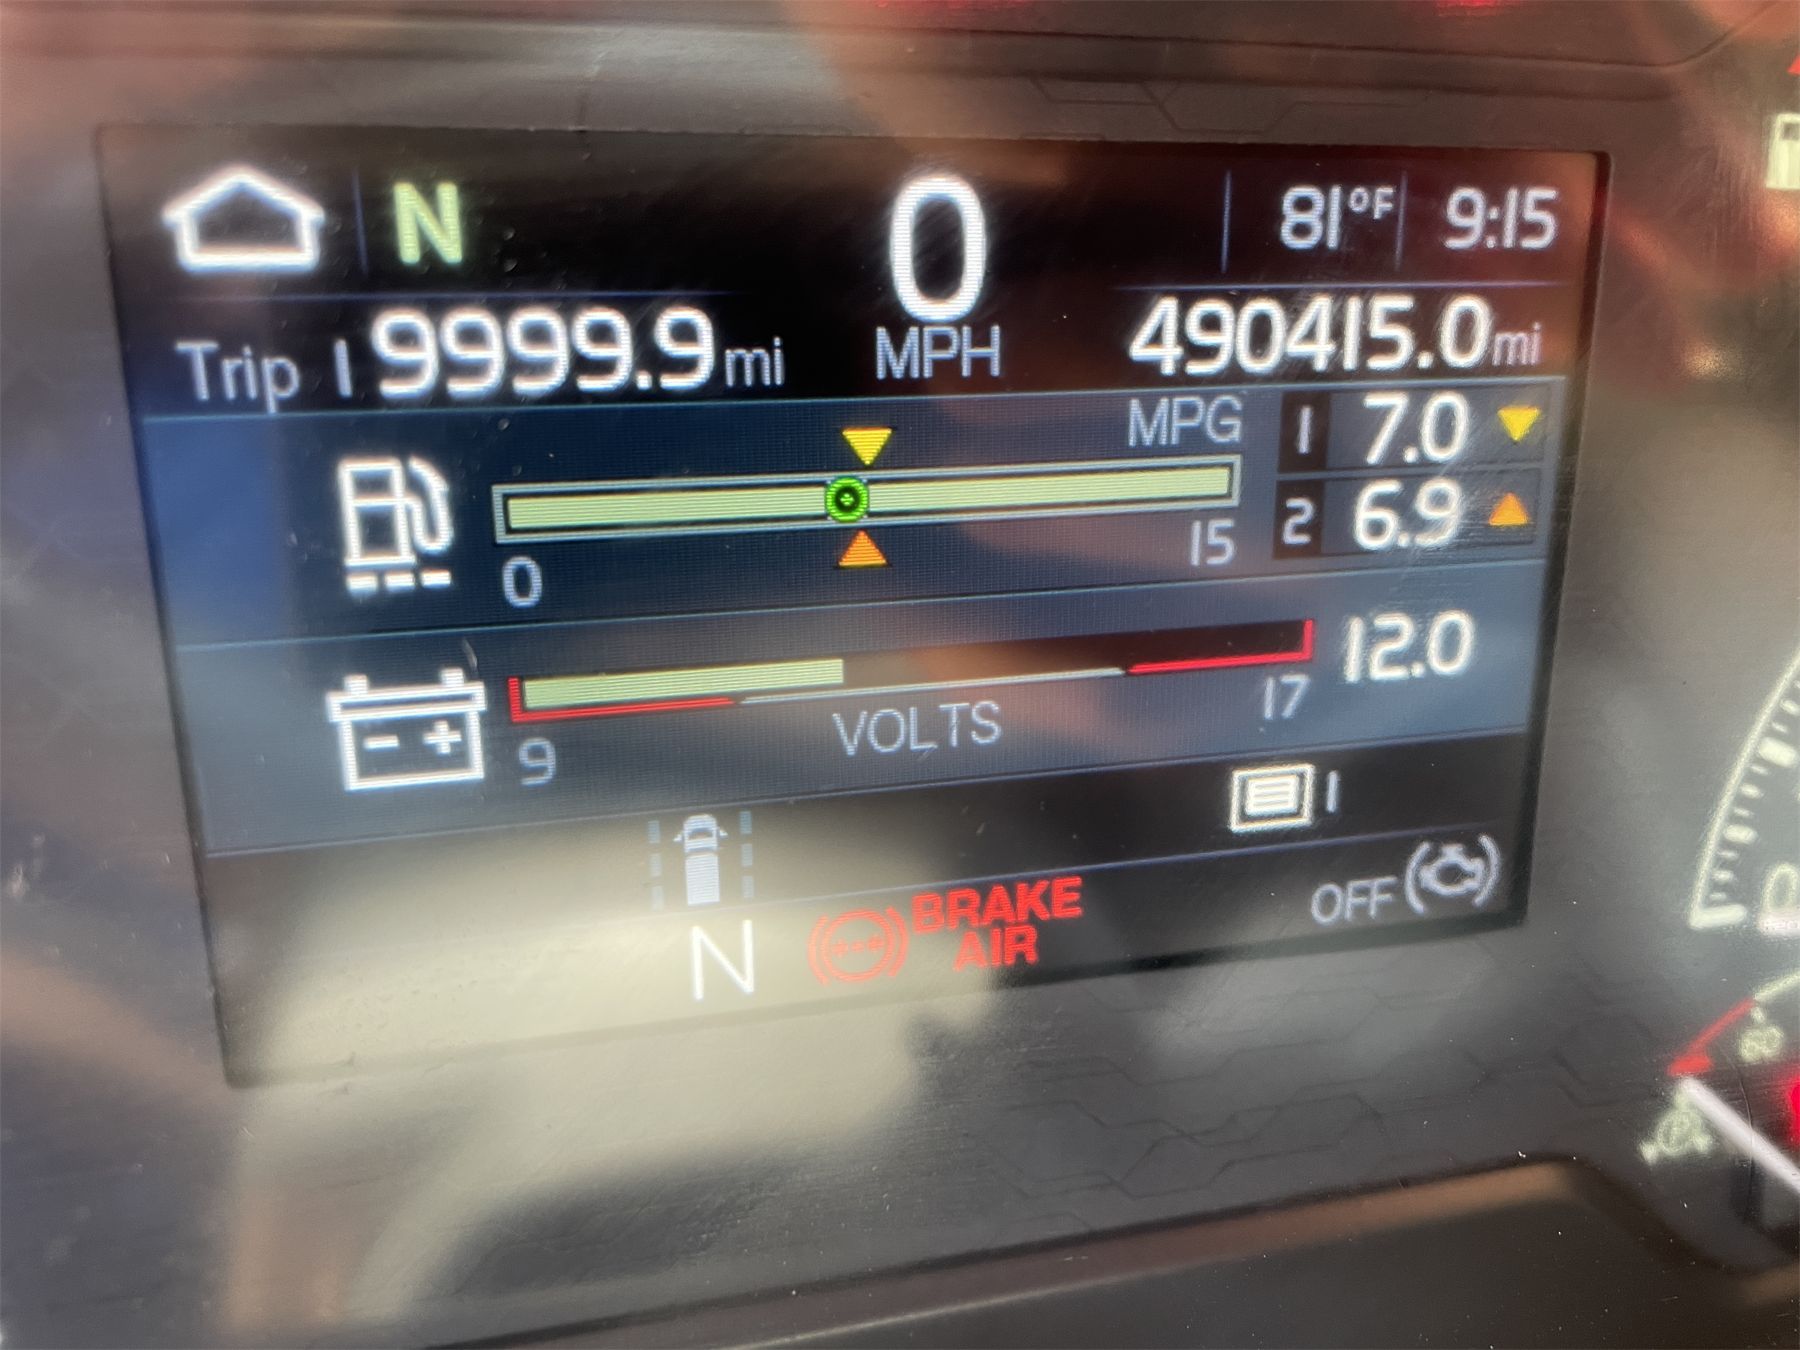 N 0 81°F 9:15
Trip 1 9999.9 mi MPH 490415.0 mi
MPG 1 7.0
0 15 2 6.9
12.0
9 VOLTS 17
1
BRAKE
AIR
OFF
N